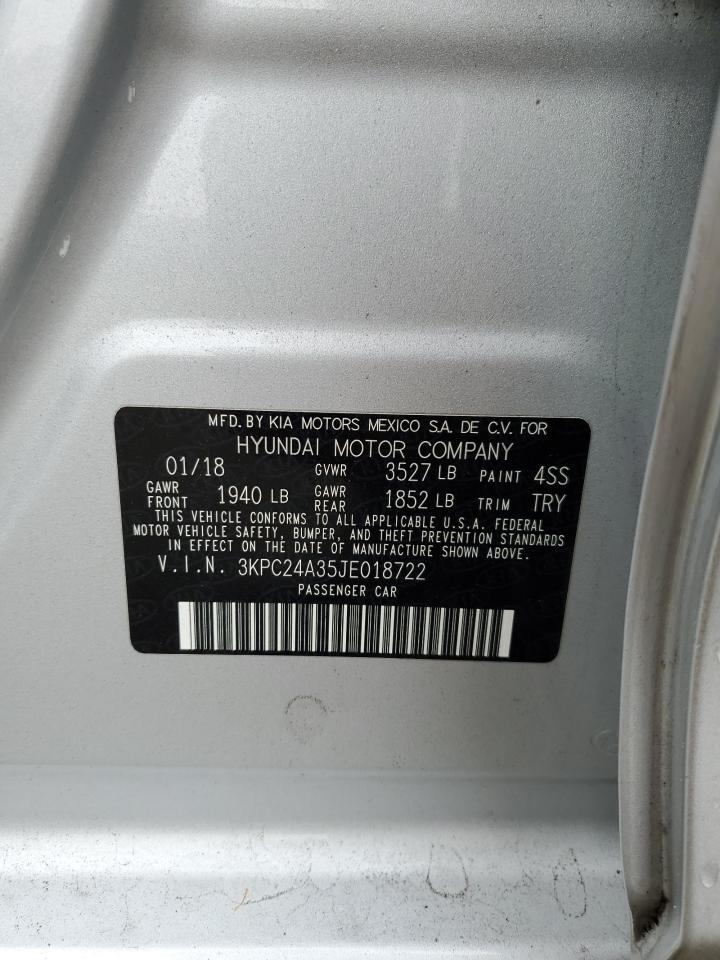 MFD. BY KIA MOTORS MEXICO S.A. DE C.V. FOR
HYUNDAI MOTOR COMPANY
01/18 GVWR 3527 LB PAINT 4SS
GAWR FRONT 1940 LB GAWR REAR 1852 LB TRIM TRY
THIS VEHICLE CONFORMS TO ALL APPLICABLE U.S.A. FEDERAL
MOTOR VEHICLE SAFETY, BUMPER, AND THEFT PREVENTION STANDARDS
IN EFFECT ON THE DATE OF MANUFACTURE SHOWN ABOVE.
V.I.N. 3KPC24A35JE018722
PASSENGER CAR